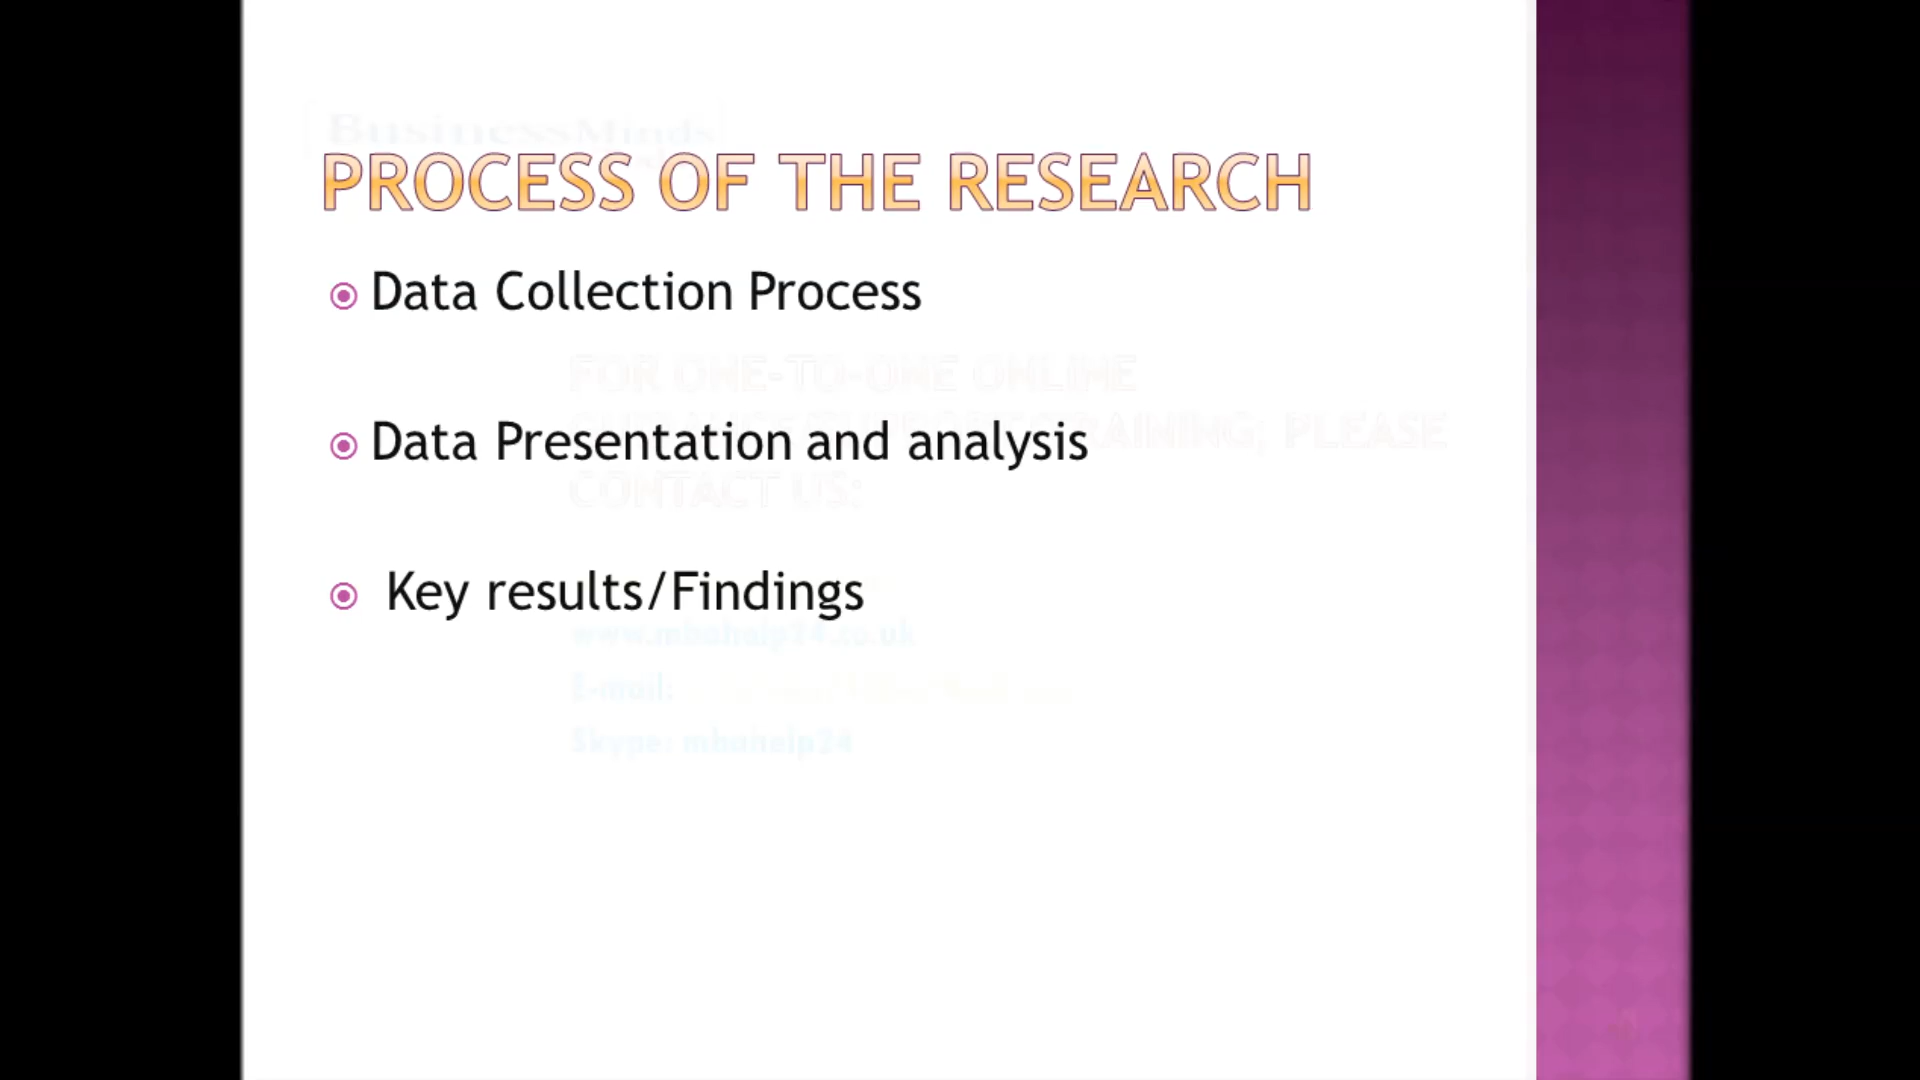 BusinessMinds
PROCESS OF THE RESEARCH
Data Collection Process
FOR ONE-TO-ONE ONLINE
TRAINING, PLEASE
Data Presentation and analysis
CONTACT US:
Key results/Findings
www.mbahelp24.co.uk
E-mail:
Skype: mbahelp24